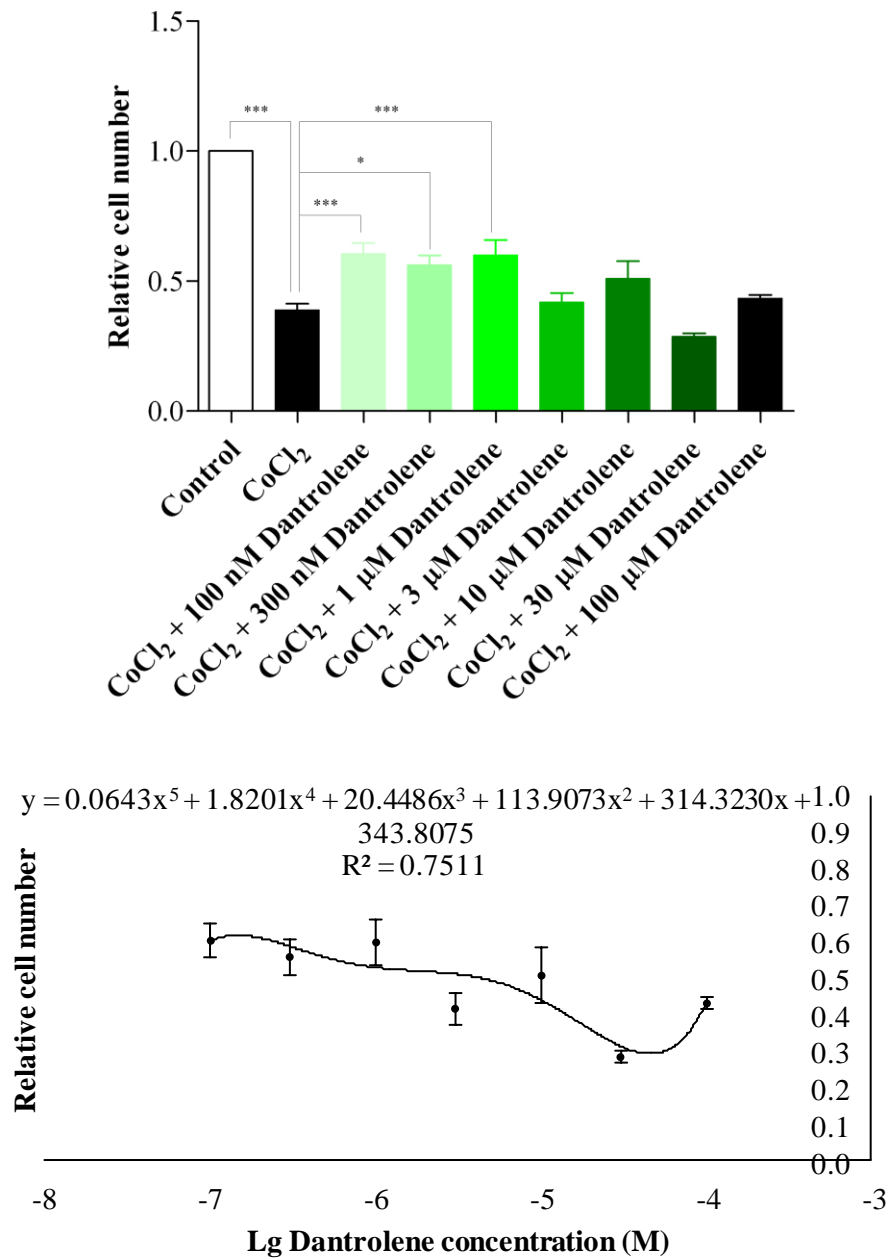 1.5
1.0
0.5
0.0
Relative cell number
***
***
*
***
Control
CoCl₂
CoCl₂ + 100 nM Dantrolene
CoCl₂ + 300 nM Dantrolene
CoCl₂ + 1 µM Dantrolene
CoCl₂ + 3 µM Dantrolene
CoCl₂ + 10 µM Dantrolene
CoCl₂ + 30 µM Dantrolene
CoCl₂ + 100 µM Dantrolene
y = 0.0643x⁵ + 1.8201x⁴ + 20.4486x³ + 113.9073x² + 314.3230x +
343.8075
R² = 0.7511
1.0
0.9
0.8
0.7
0.6
0.5
0.4
0.3
0.2
0.1
0.0
Relative cell number
-8 -7 -6 -5 -4 -3
Lg Dantrolene concentration (M)